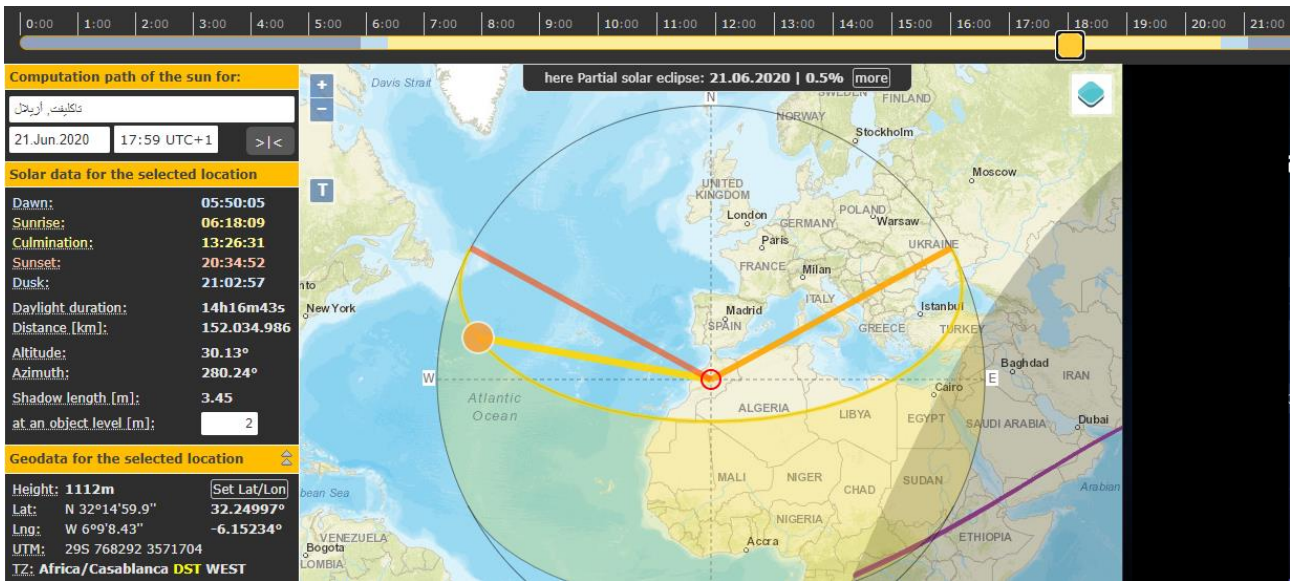 0:00 1:00 2:00 3:00 4:00 5:00 6:00 7:00 8:00 9:00 10:00 11:00 12:00 13:00 14:00 15:00 16:00 17:00 18:00 19:00 20:00 21:00
Computation path of the sun for:
21.Jun.2020 17:59 UTC+1 >|<
Solar data for the selected location
Dawn: 05:50:05
Sunrise: 06:18:09
Culmination: 13:26:31
Sunset: 20:34:52
Dusk: 21:02:57
Daylight duration: 14h16m43s
Distance [km]: 152.034.986
Altitude: 30.13°
Azimuth: 280.24°
Shadow length [m]: 3.45
at an object level [m]: 2
Geodata for the selected location
Height: 1112m Set Lat/Lon
Lat: N 32°14'59.9" 32.24997°
Lng: W 6°9'8.43" -6.15234°
UTM: 29S 768292 3571704
TZ: Africa/Casablanca DST WEST
+
−
T
here Partial solar eclipse: 21.06.2020 | 0.5% more
Davis Strait
N
SWEDEN
FINLAND
NORWAY
Stockholm
Moscow
UNITED
KINGDOM
London
POLAND
GERMANY
Warsaw
Paris
UKRAINE
FRANCE
Milan
ITALY
New York
Madrid
SPAIN
Istanbul
GREECE
TURKEY
Baghdad
W
E
IRAN
Cairo
Atlantic
Ocean
ALGERIA
LIBYA
EGYPT
SAUDI ARABIA
Dubai
MALI
NIGER
CHAD
SUDAN
Arabian
bean Sea
NIGERIA
VENEZUELA
Accra
ETHIOPIA
Bogota
LOMBIA